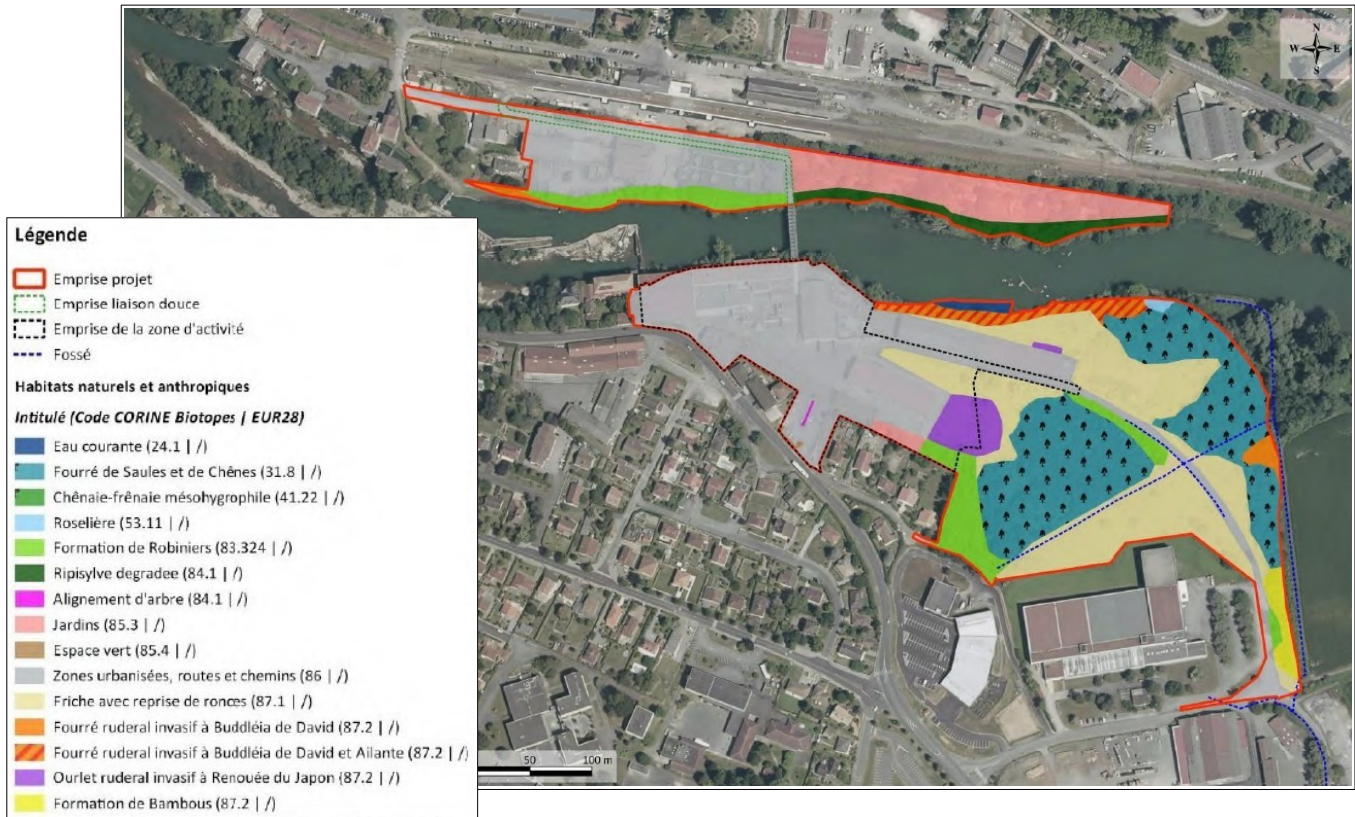 N
W E
S
Légende
Emprise projet
Emprise liaison douce
Emprise de la zone d'activité
Fossé
Habitats naturels et anthropiques
Intitulé (Code CORINE Biotopes | EUR28)
Eau courante (24.1 | /)
Fourré de Saules et de Chênes (31.8 | /)
Chênaie-frênaie mésohygrophile (41.22 | /)
Roselière (53.11 | /)
Formation de Robiniers (83.324 | /)
Ripisylve degradee (84.1 | /)
Alignement d'arbre (84.1 | /)
Jardins (85.3 | /)
Espace vert (85.4 | /)
Zones urbanisées, routes et chemins (86 | /)
Friche avec reprise de ronces (87.1 | /)
Fourré ruderal invasif à Buddléia de David (87.2 | /)
Fourré ruderal invasif à Buddléia de David et Ailante (87.2 | /)
Ourlet ruderal invasif à Renouée du Japon (87.2 | /)
Formation de Bambous (87.2 | /)
50 100 m